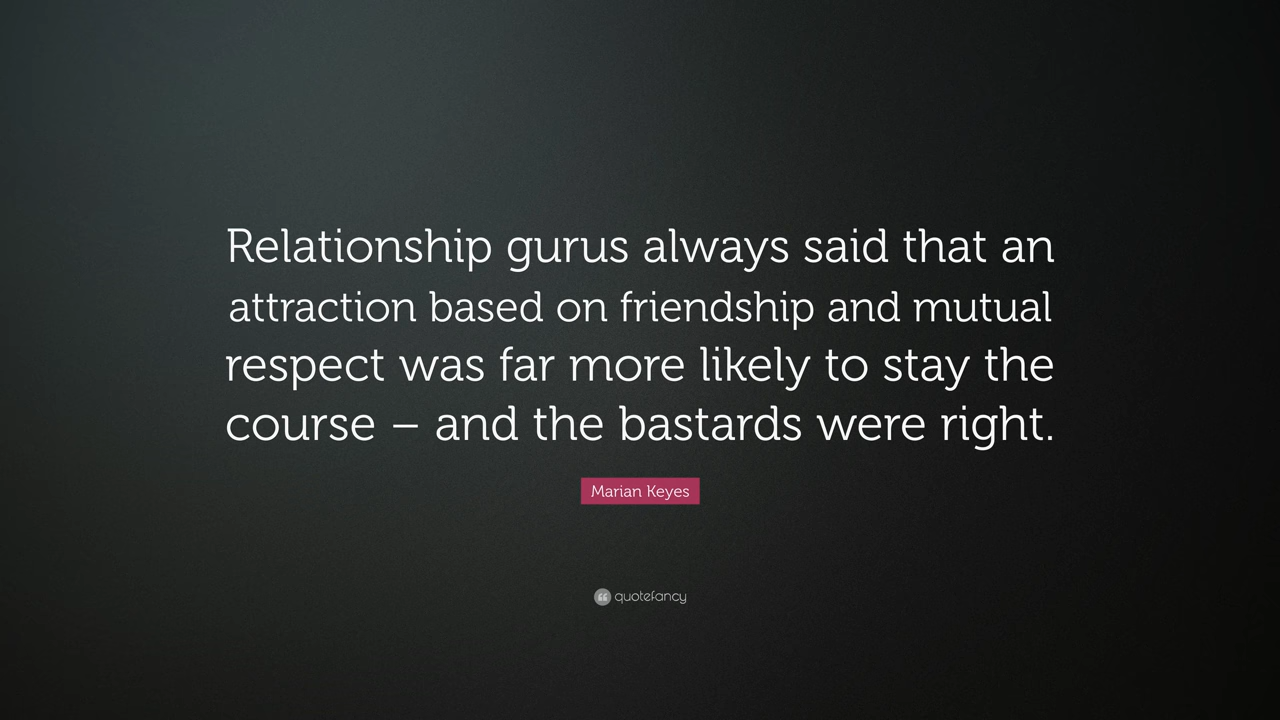 Relationship gurus always said that an
attraction based on friendship and mutual
respect was far more likely to stay the
course – and the bastards were right.
Marian Keyes
quotefancy